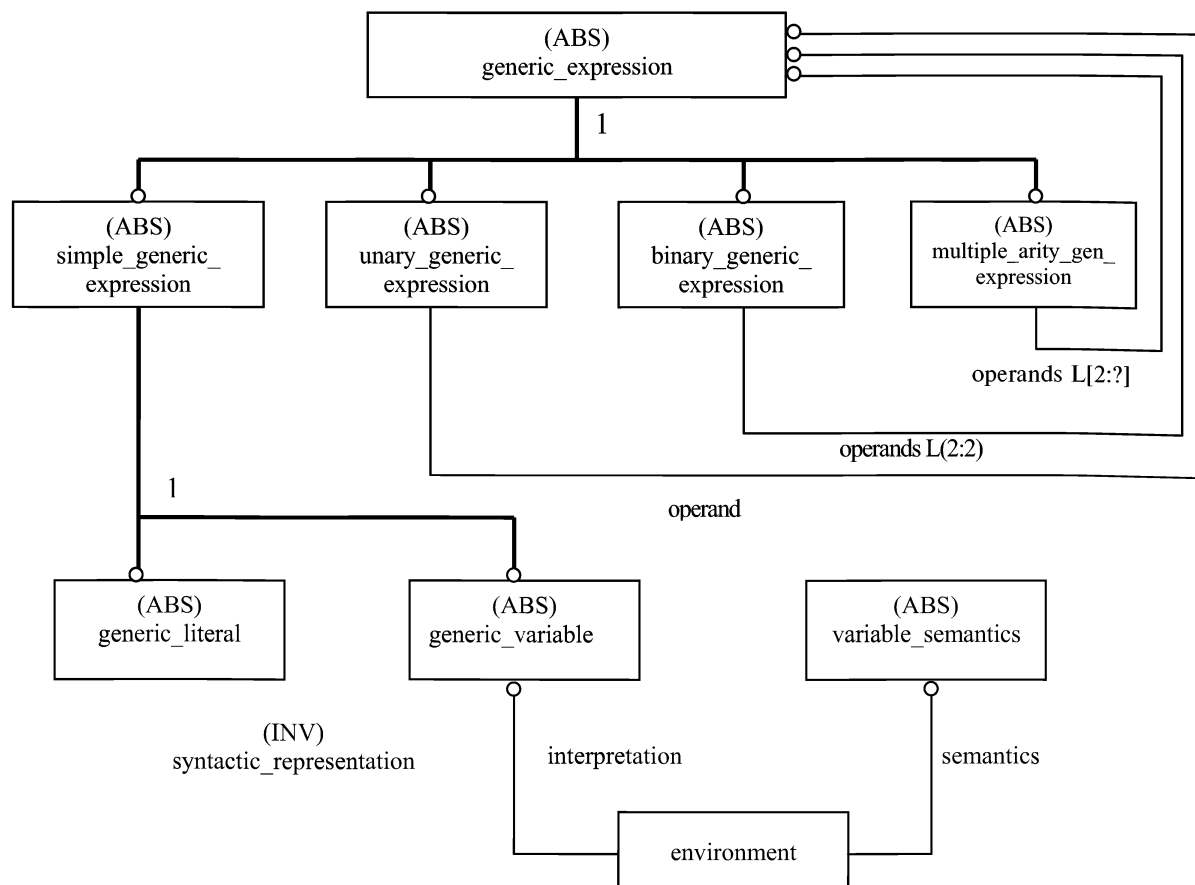 (ABS)
generic_expression
1
(ABS)
simple_generic_
expression
(ABS)
unary_generic_
expression
(ABS)
binary_generic_
expression
(ABS)
multiple_arity_gen_
expression
operands L[2:?]
operands L(2:2)
operand
1
(ABS)
generic_literal
(ABS)
generic_variable
(ABS)
variable_semantics
(INV)
syntactic_representation
interpretation
semantics
environment